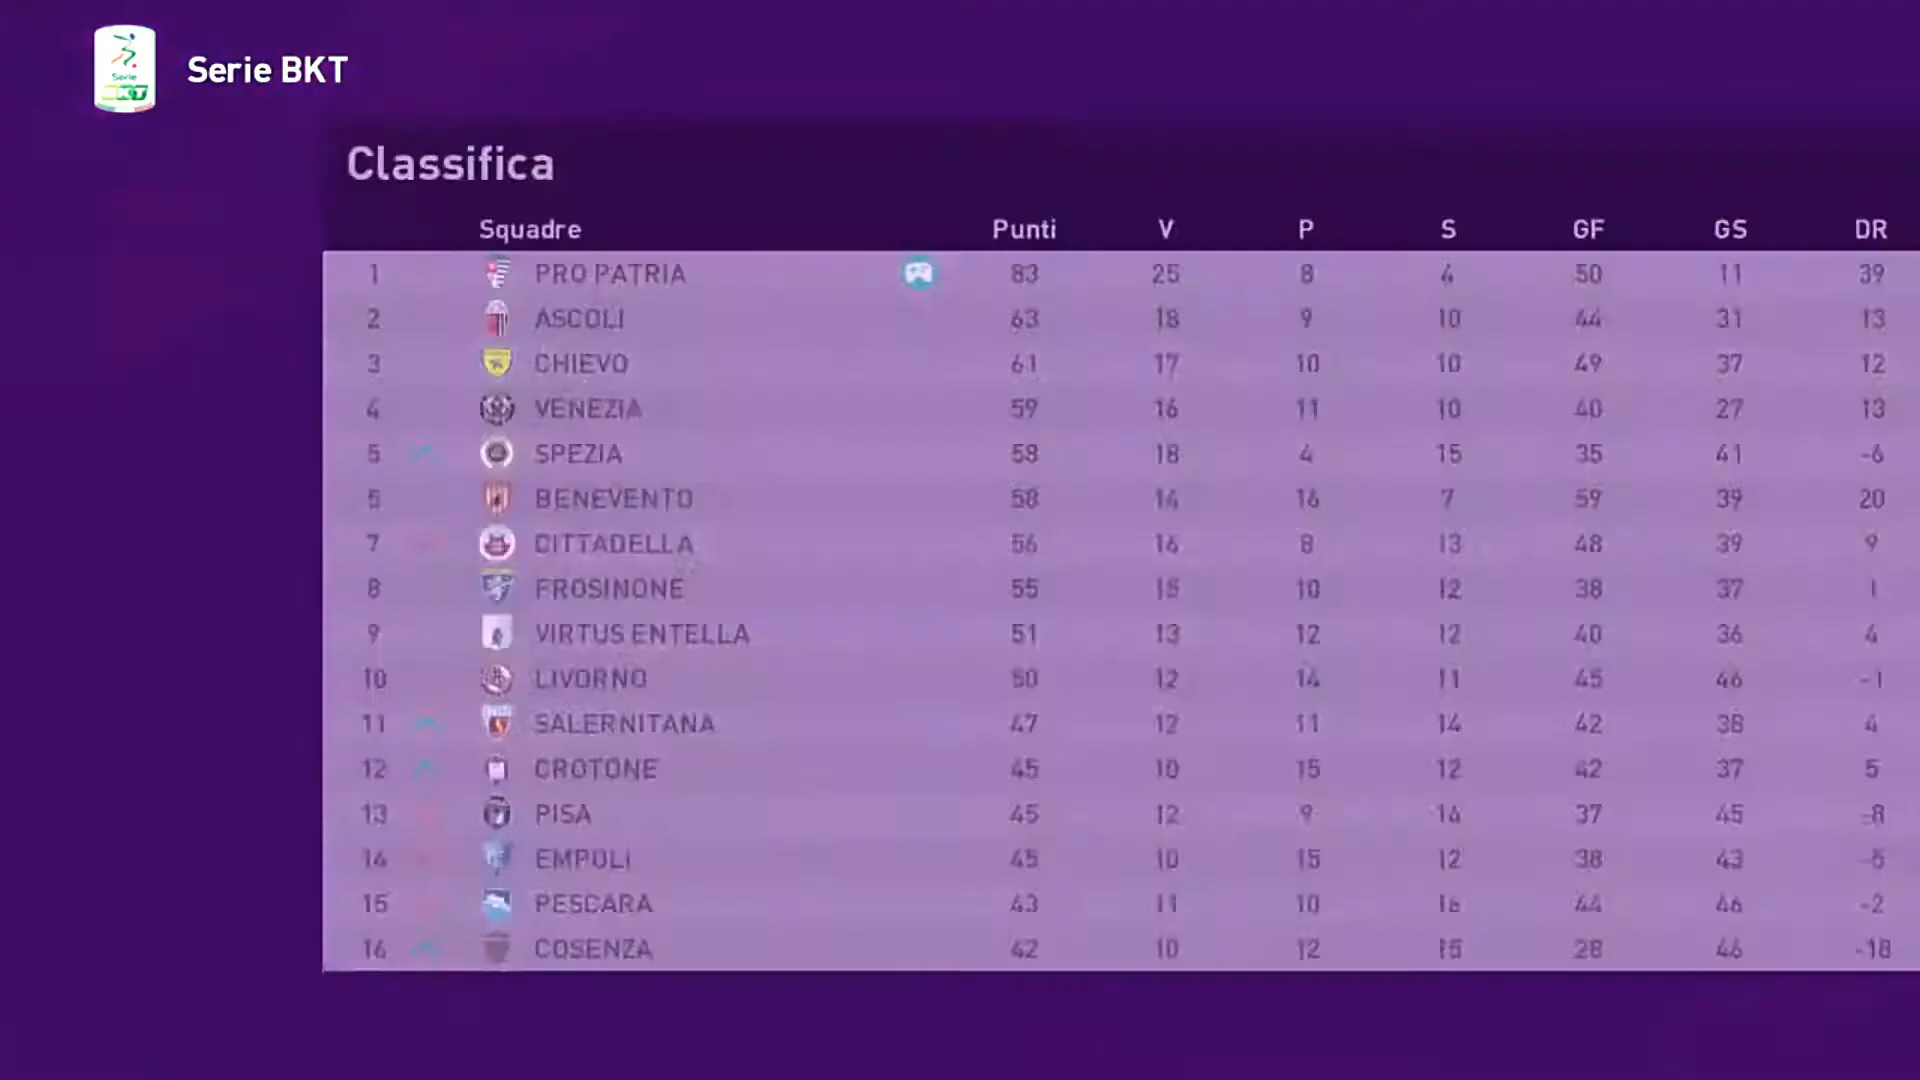 Serie
BKT
Serie BKT
Classifica
Squadre Punti V P S GF GS DR
1 PRO PATRIA 83 25 8 4 50 11 39
2 ASCOLI 63 18 9 10 44 31 13
3 CHIEVO 61 17 10 10 49 37 12
4 VENEZIA 59 16 11 10 40 27 13
5 SPEZIA 58 18 4 15 35 41 -6
5 BENEVENTO 58 14 16 7 59 39 20
7 CITTADELLA 56 16 8 13 48 39 9
8 FROSINONE 55 15 10 12 38 37 1
9 VIRTUS ENTELLA 51 13 12 12 40 36 4
10 LIVORNO 50 12 14 11 45 46 -1
11 SALERNITANA 47 12 11 14 42 38 4
12 CROTONE 45 10 15 12 42 37 5
13 PISA 45 12 9 16 37 45 -8
14 EMPOLI 45 10 15 12 38 43 -5
15 PESCARA 43 11 10 16 44 46 -2
16 COSENZA 42 10 12 15 28 46 -18